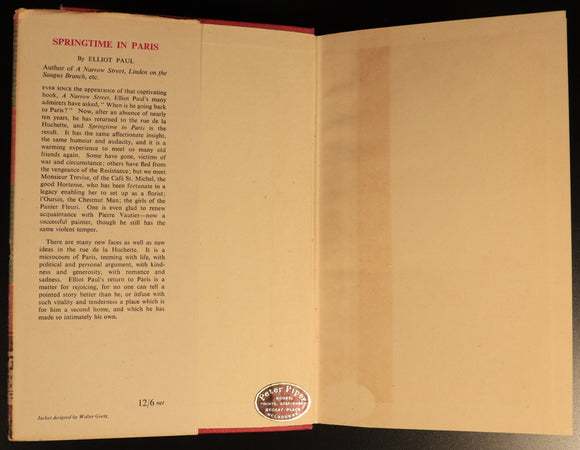 SPRINGTIME IN PARIS
By ELLIOT PAUL
Author of A Narrow Street, Linden on the
Saugus Branch, etc.
EVER SINCE the appearance of that captivating
book, A Narrow Street, Elliot Paul's many
admirers have asked, "When is he going back
to Paris?" Now, after an absence of nearly
ten years, he has returned to the rue de la
Huchette, and Springtime in Paris is the
result. It has the same affectionate insight,
the same humour and audacity, and it is a
warming experience to meet so many old
friends again. Some have gone, victims of
war and circumstance; others have fled from
the vengeance of the Resistance; but we meet
Monsieur Trevise, of the Café St. Michel, the
good Hortense, who has been fortunate in a
legacy enabling her to set up as a florist;
l'Oursin, the Chestnut Man; the girls of the
Panier Fleuri. One is even glad to renew
acquaintance with Pierre Vautier—now a
successful painter, though he still has the
same violent temper.
There are many new faces as well as new
ideas in the rue de la Huchette. It is a
microcosm of Paris, teeming with life, with
political and personal argument, with kind-
ness and generosity, with romance and
sadness. Elliot Paul's return to Paris is a
matter for rejoicing, for no one can tell a
pointed story better than he, or infuse with
such vitality and tenderness a place which is
for him a second home, and which he has
made so intimately his own.
12/6 net
Jacket designed by Walter Goetz
Peter Piper
BOOKS,
PRINTS, STATIONERY
McKILLOP PLACE
MELBOURNE